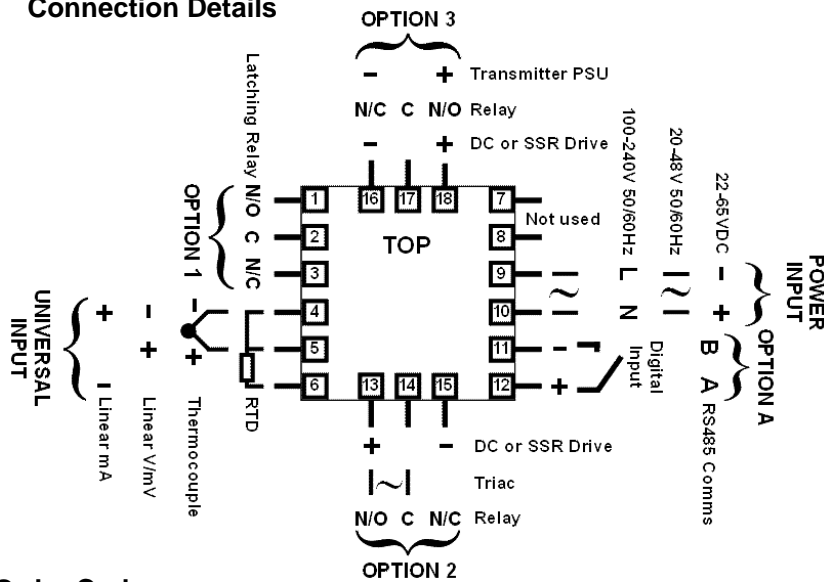 Connection Details
OPTION 3
- + Transmitter PSU
N/C C N/O Relay
- + DC or SSR Drive
Latching Relay
OPTION 1
N/O
C
N/C
16 17 18
TOP
1
2
3
4
5
6
7
8
9
10
11
12
13 14 15
Not used
100-240V 50/60Hz
L
N
20-48V 50/60Hz
22-65VDC
-
+
POWER
INPUT
OPTION A
B
A
RS485 Comms
-
+
Digital
Input
UNIVERSAL
INPUT
+
-
Linear mA
-
+
Linear V/mV
-
+
Thermocouple
RTD
+ - DC or SSR Drive
~ Triac
N/O C N/C Relay
OPTION 2